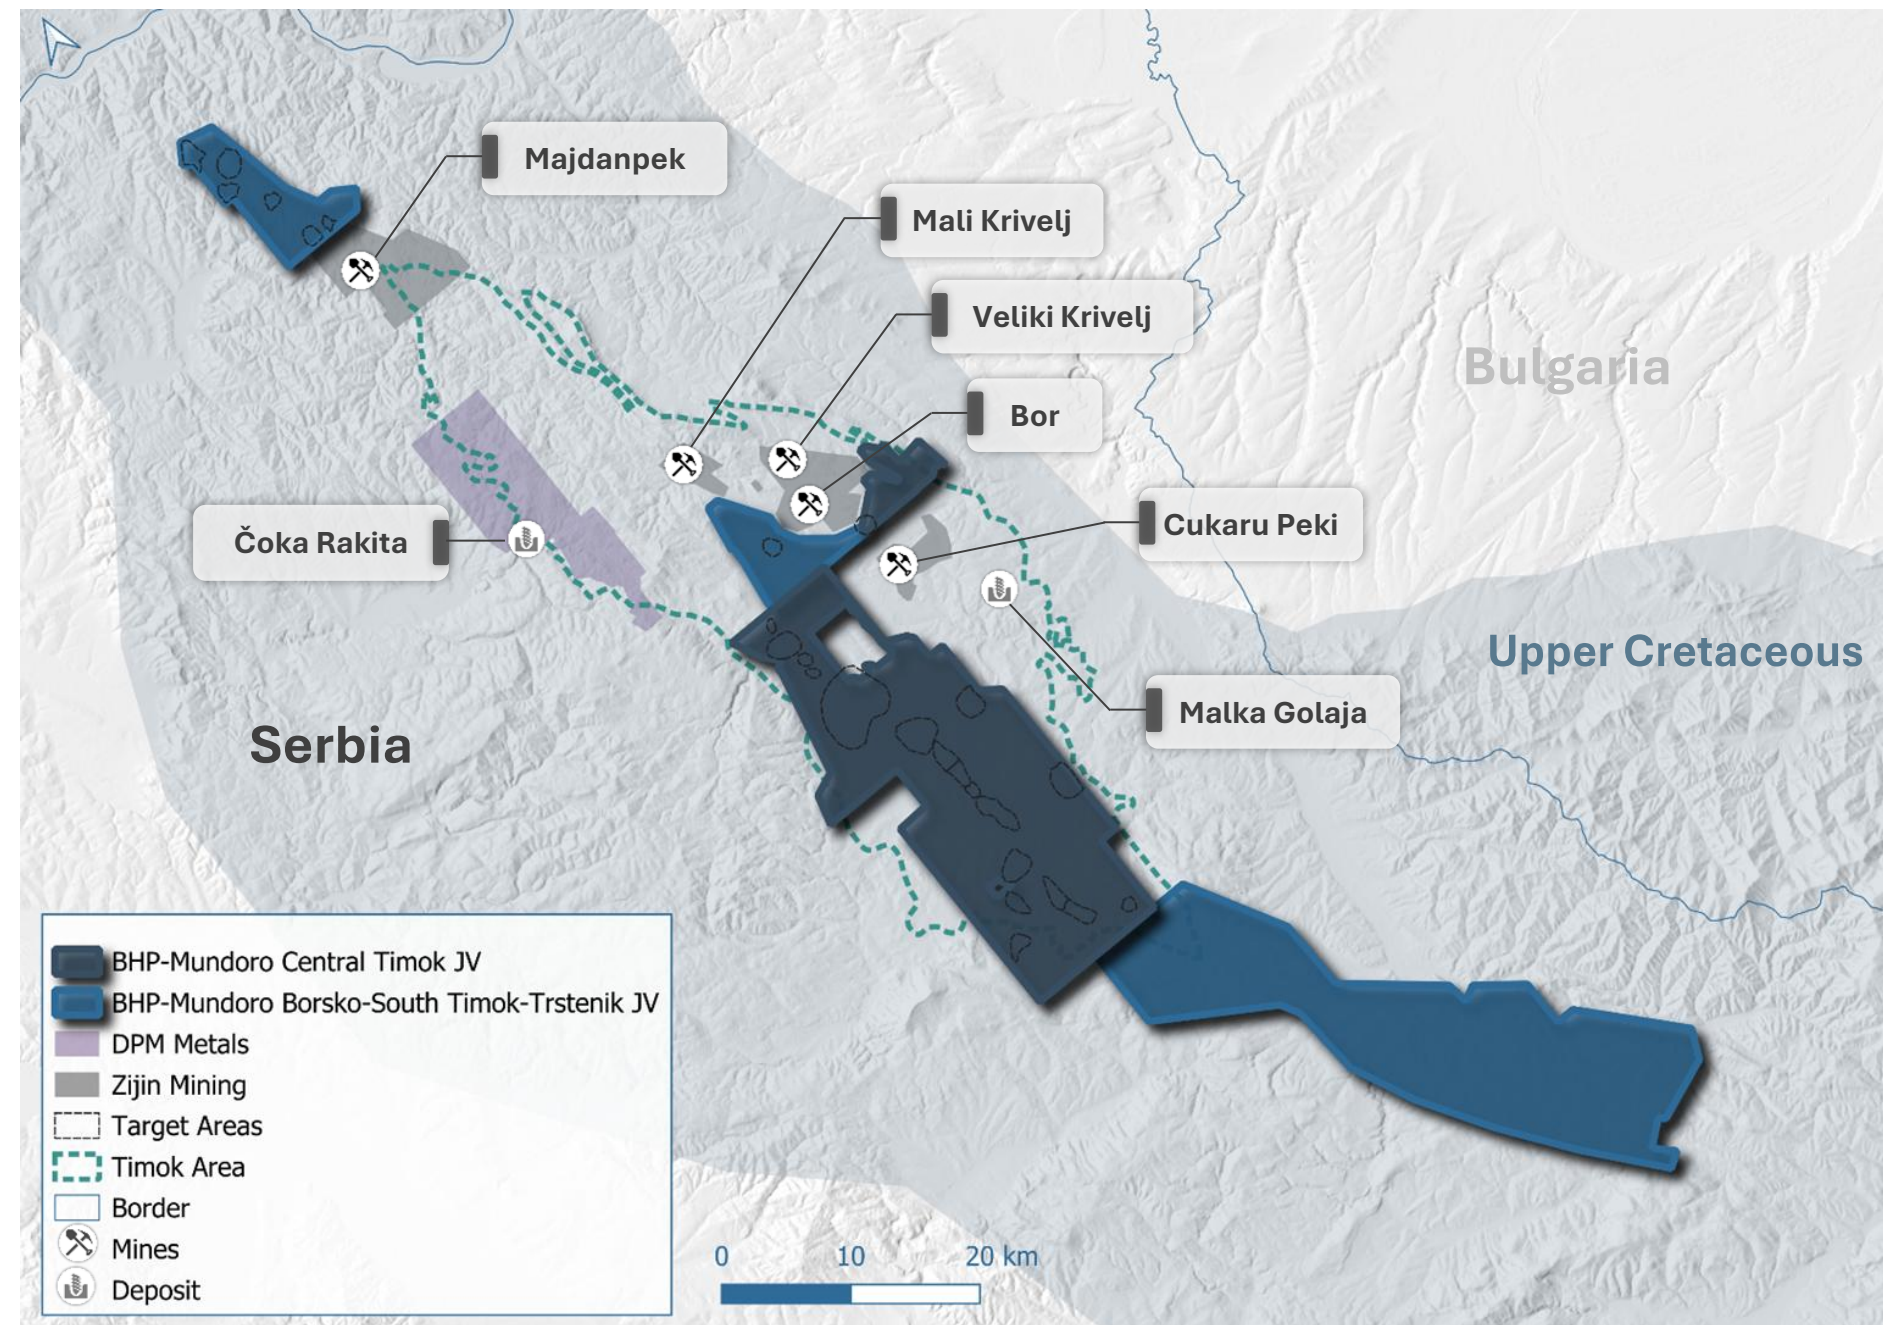 Majdanpek
Mali Krivelj
Veliki Krivelj
Bulgaria
Bor
Čoka Rakita
Cukaru Peki
Upper Cretaceous
Malka Golaja
Serbia
BHP-Mundoro Central Timok JV
BHP-Mundoro Borsko-South Timok-Trstenik JV
DPM Metals
Zijin Mining
Target Areas
Timok Area
Border
Mines
Deposit
0 10 20 km